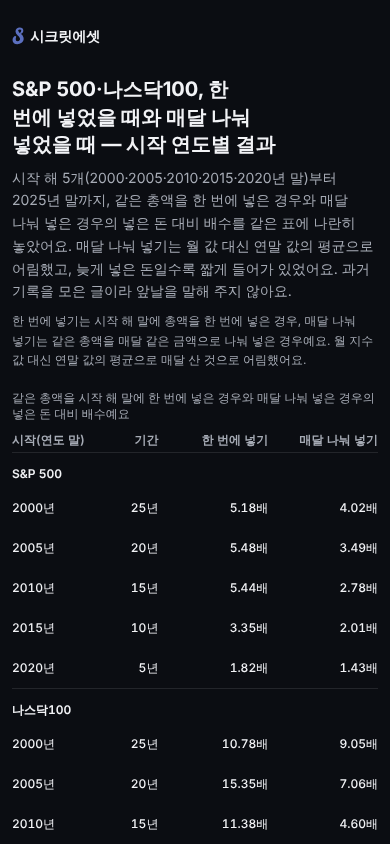 시크릿에셋
S&P 500·나스닥100, 한
번에 넣었을 때와 매달 나눠
넣었을 때 — 시작 연도별 결과
시작 해 5개(2000·2005·2010·2015·2020년 말)부터
2025년 말까지, 같은 총액을 한 번에 넣은 경우와 매달
나눠 넣은 경우의 넣은 돈 대비 배수를 같은 표에 나란히
놓았어요. 매달 나눠 넣기는 월 값 대신 연말 값의 평균으로
어림했고, 늦게 넣은 돈일수록 짧게 들어가 있었어요. 과거
기록을 모은 글이라 앞날을 말해 주지 않아요.
한 번에 넣기는 시작 해 말에 총액을 한 번에 넣은 경우, 매달 나눠
넣기는 같은 총액을 매달 같은 금액으로 나눠 넣은 경우예요. 월 지수
값 대신 연말 값의 평균으로 매달 산 것으로 어림했어요.
같은 총액을 시작 해 말에 한 번에 넣은 경우와 매달 나눠 넣은 경우의
넣은 돈 대비 배수예요
시작(연도 말) 기간 한 번에 넣기 매달 나눠 넣기
S&P 500
2000년 25년 5.18배 4.02배
2005년 20년 5.48배 3.49배
2010년 15년 5.44배 2.78배
2015년 10년 3.35배 2.01배
2020년 5년 1.82배 1.43배
나스닥100
2000년 25년 10.78배 9.05배
2005년 20년 15.35배 7.06배
2010년 15년 11.38배 4.60배